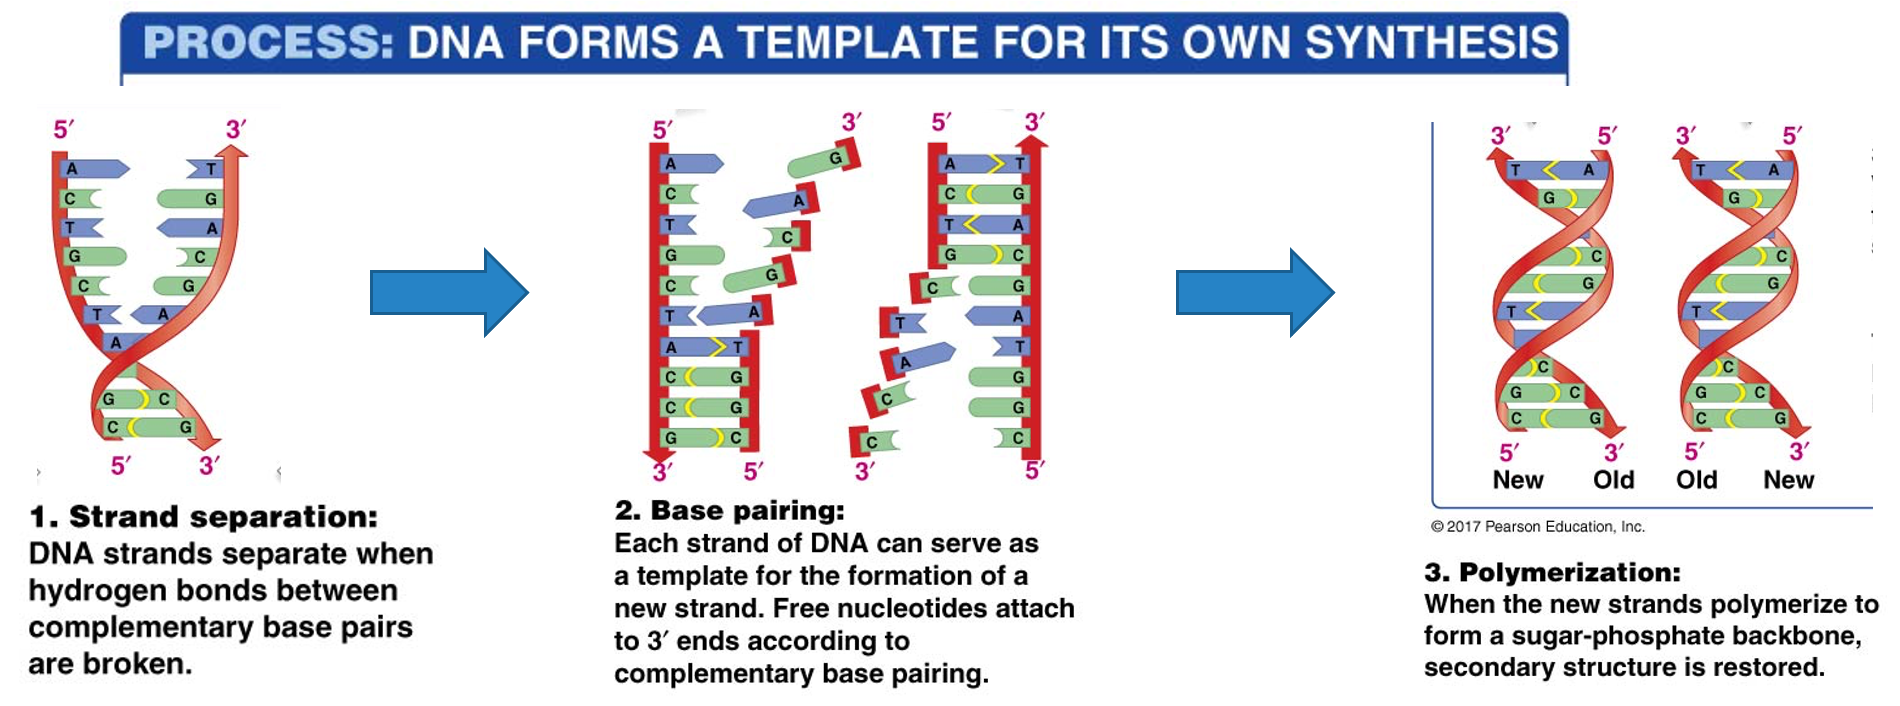 PROCESS: DNA FORMS A TEMPLATE FOR ITS OWN SYNTHESIS
5′ 3′
A T
C G
T A
G C
C G
T A
A
G C
C G
5′ 3′
1. Strand separation:
DNA strands separate when
hydrogen bonds between
complementary base pairs
are broken.
5′ 3′ 5′ 3′
A G A T
C A C G
T C T A
G G G C
C C G
T A T A
A T A T
C G C G
C G G
G C C C
3′ 5′ 3′ 5′
2. Base pairing:
Each strand of DNA can serve as
a template for the formation of a
new strand. Free nucleotides attach
to 3′ ends according to
complementary base pairing.
3′ 5′ 3′ 5′
T A T A
G G
C C
G G
T T
C C
G C G C
C G C G
5′ 3′ 5′ 3′
New Old Old New
© 2017 Pearson Education, Inc.
3. Polymerization:
When the new strands polymerize to
form a sugar-phosphate backbone,
secondary structure is restored.